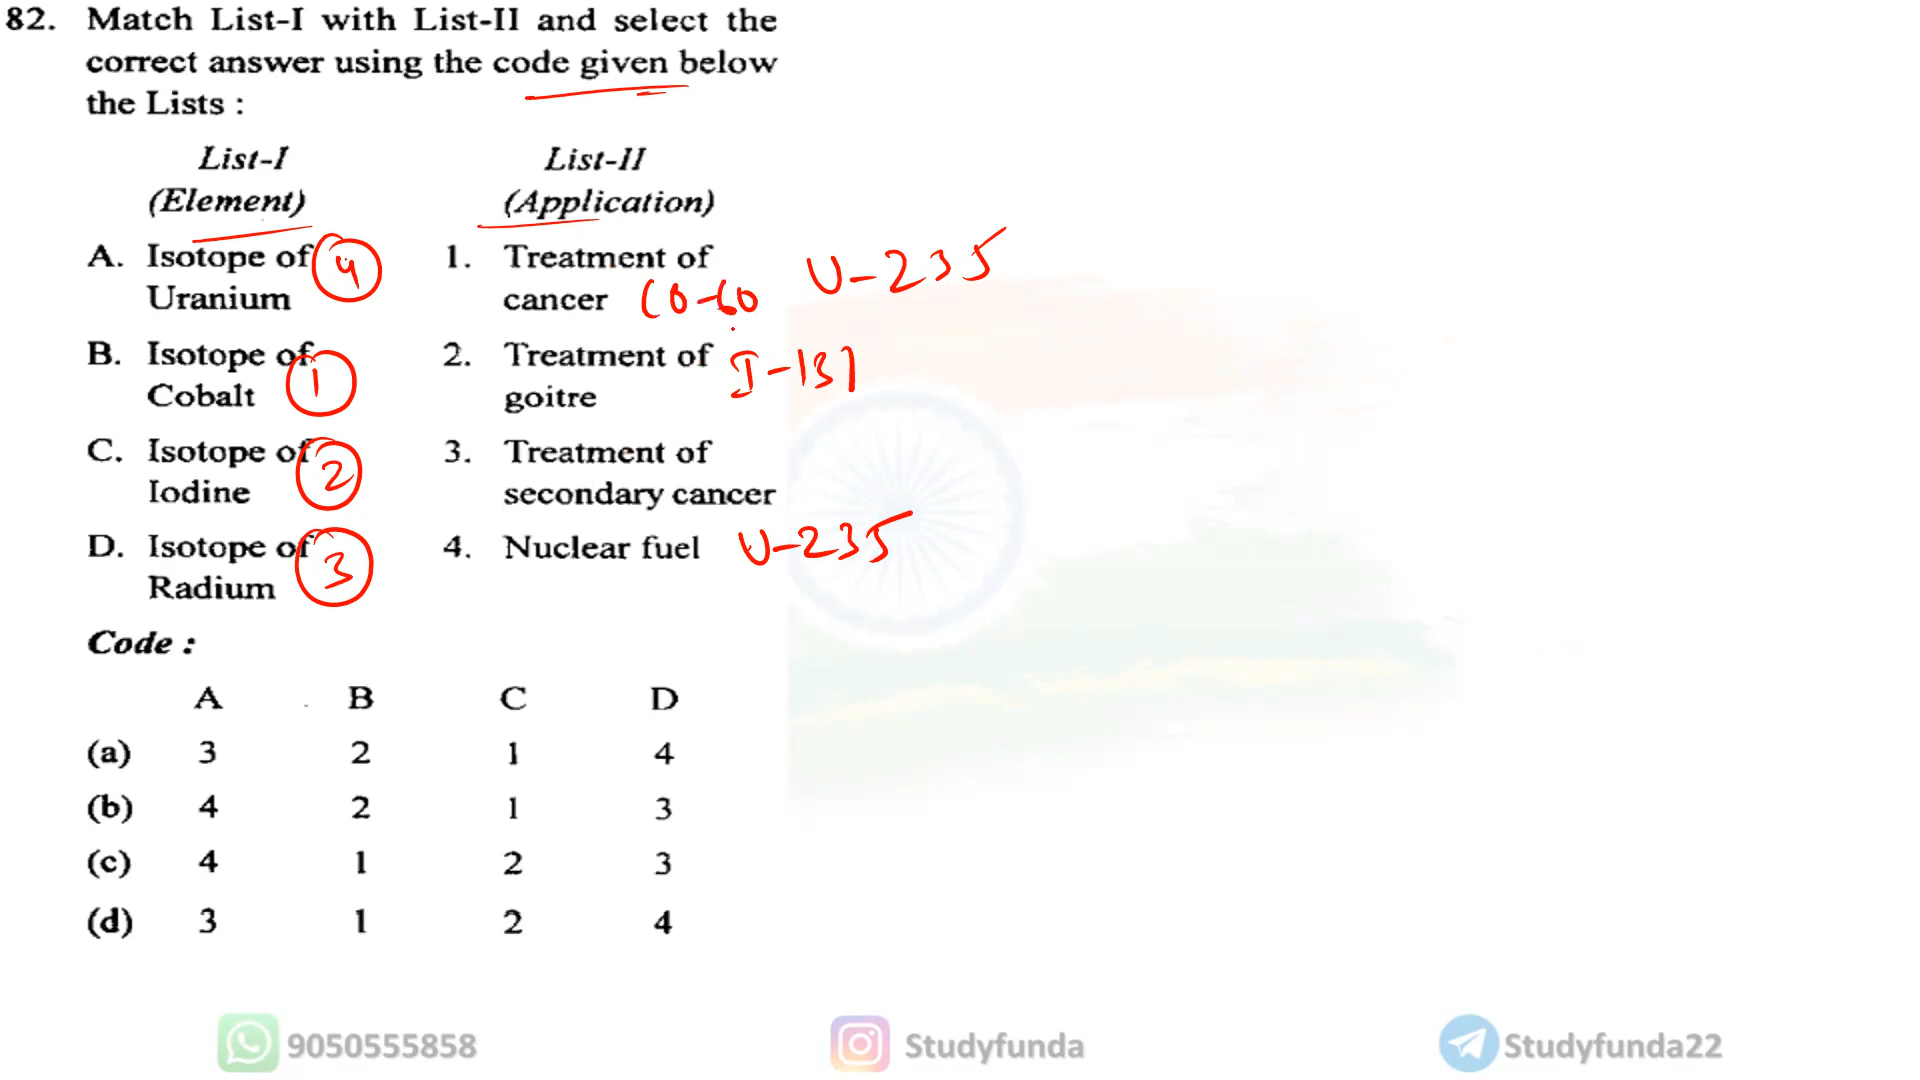 82. Match List-I with List-II and select the
correct answer using the code given below
the Lists :
List-I List-II
(Element) (Application)
A. Isotope of 4 1. Treatment of U-235
Uranium cancer Co-60
B. Isotope of 1 2. Treatment of I-131
Cobalt goitre
C. Isotope of 2 3. Treatment of
Iodine secondary cancer
D. Isotope of 3 4. Nuclear fuel U-235
Radium
Code :
A B C D
(a) 3 2 1 4
(b) 4 2 1 3
(c) 4 1 2 3
(d) 3 1 2 4
9050555858 Studyfunda Studyfunda22